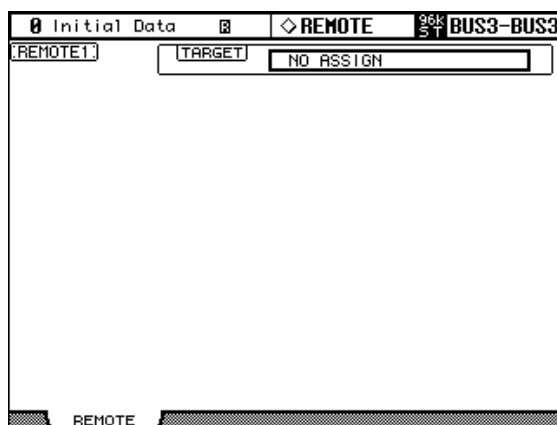 0 Initial Data R ◇REMOTE 96k ST BUS3-BUS3
REMOTE1 TARGET NO ASSIGN
REMOTE